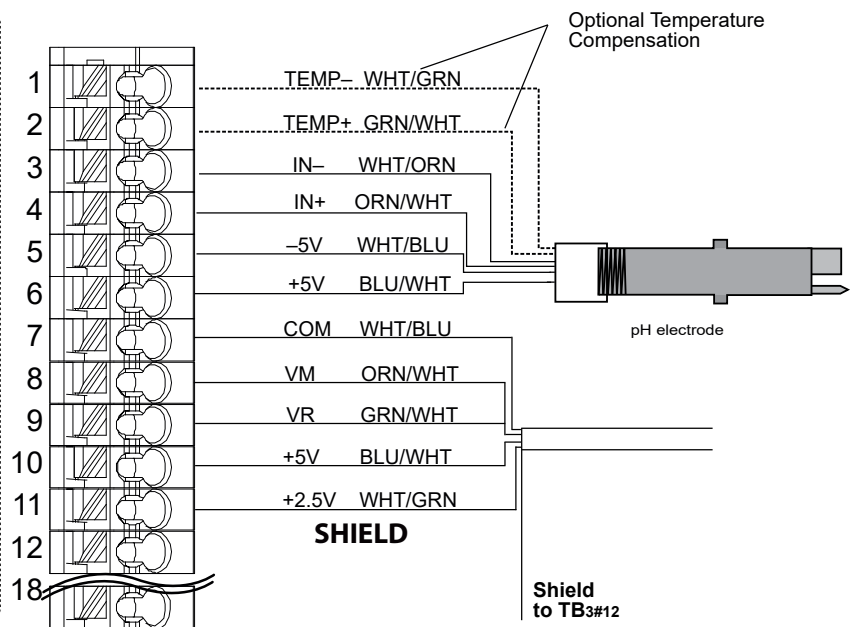 Optional Temperature
Compensation
1 TEMP– WHT/GRN
2 TEMP+ GRN/WHT
3 IN– WHT/ORN
4 IN+ ORN/WHT
5 –5V WHT/BLU
6 +5V BLU/WHT
7 COM WHT/BLU
pH electrode
8 VM ORN/WHT
9 VR GRN/WHT
10 +5V BLU/WHT
11 +2.5V WHT/GRN
SHIELD
12
18
Shield
to TB3#12